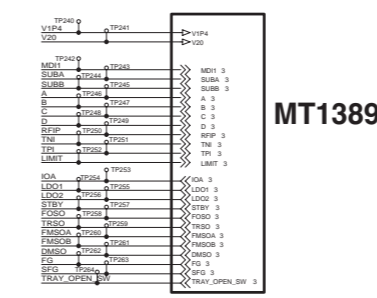 TP240
TP241
V1P4
V1P4
V20
V20
TP242
TP243
MDI1
MDI1 3
TP244
SUBA
SUBA 3
TP245
SUBB
SUBB 3
TP246
A
A 3
TP247
B
B 3
TP248
C
C 3
TP249
D
D 3
TP250
RFIP
RFIP 3
TP251
TNI
TNI 3
TP252
TPI
TPI 3
LIMIT
LIMIT 3
MT1389
TP253
TP254
IOA
IOA 3
TP255
LDO1
LDO1 3
TP256
LDO2
LDO2 3
TP257
STBY
STBY 3
TP258
FOSO
FOSO 3
TP259
TRSO
TRSO 3
TP260
FMSOA
FMSOA 3
TP261
FMSOB
FMSOB 3
TP262
DMSO
DMSO 3
TP263
FG
FG 3
TP264
SFG
SFG 3
TRAY_OPEN_SW
TRAY_OPEN_SW 3